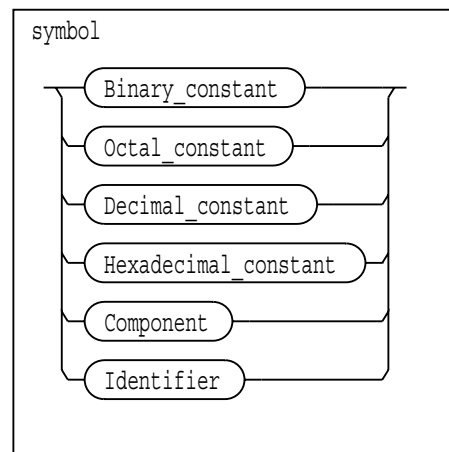 symbol
Binary_constant
Octal_constant
Decimal_constant
Hexadecimal_constant
Component
Identifier